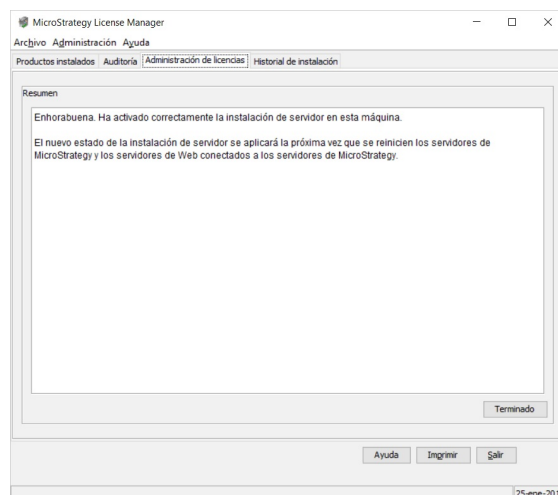 MicroStrategy License Manager
Archivo Administración Ayuda
Productos instalados Auditoría Administración de licencias Historial de instalación
Resumen
Enhorabuena. Ha activado correctamente la instalación de servidor en esta máquina.
El nuevo estado de la instalación de servidor se aplicará la próxima vez que se reinicien los servidores de
MicroStrategy y los servidores de Web conectados a los servidores de MicroStrategy.
Terminado
Ayuda Imprimir Salir